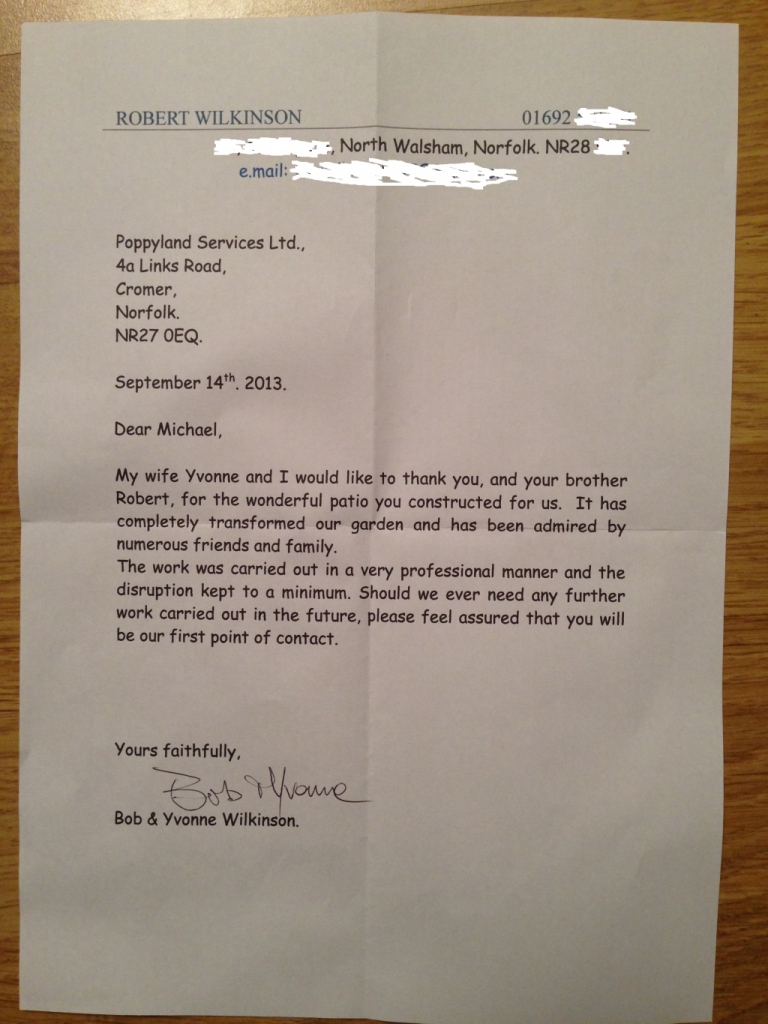 ROBERT WILKINSON 01692
, North Walsham, Norfolk. NR28 .
e.mail:
Poppyland Services Ltd.,
4a Links Road,
Cromer,
Norfolk.
NR27 0EQ.
September 14th. 2013.
Dear Michael,
My wife Yvonne and I would like to thank you, and your brother
Robert, for the wonderful patio you constructed for us. It has
completely transformed our garden and has been admired by
numerous friends and family.
The work was carried out in a very professional manner and the
disruption kept to a minimum. Should we ever need any further
work carried out in the future, please feel assured that you will
be our first point of contact.
Yours faithfully,
Bob & Yvonne
Bob & Yvonne Wilkinson.